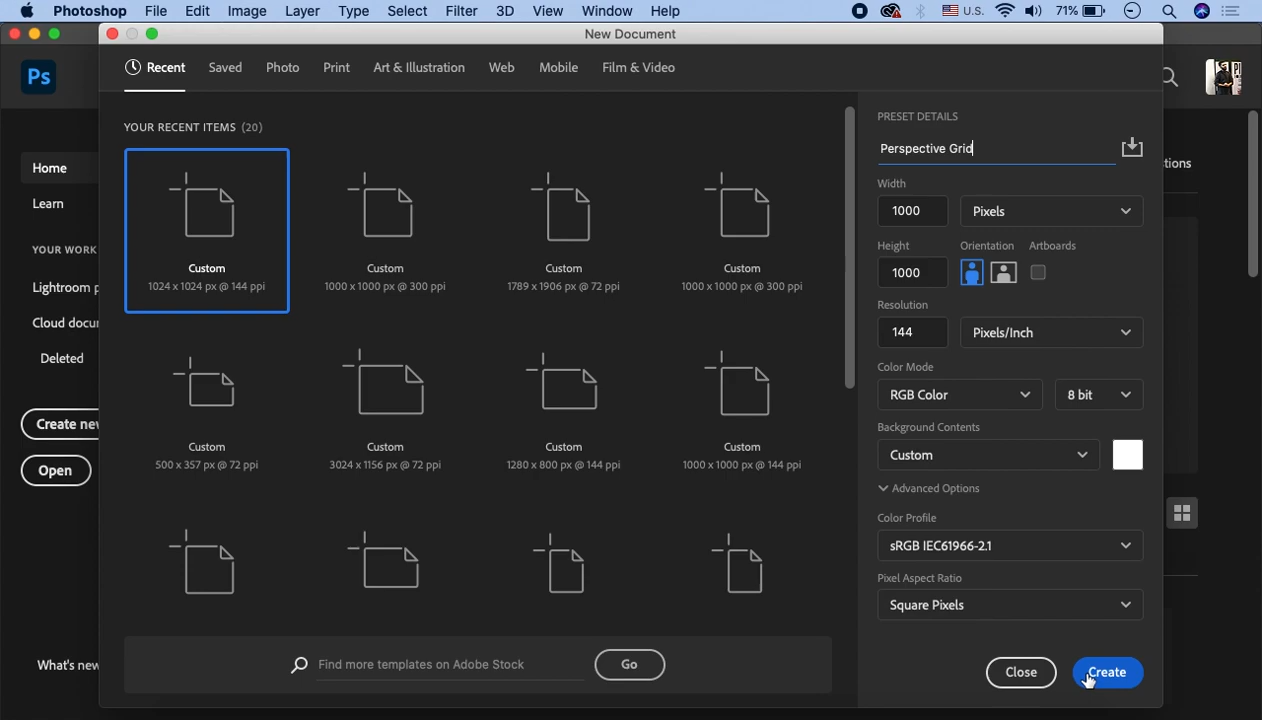 Photoshop File Edit Image Layer Type Select Filter 3D View Window Help U.S. 71%
New Document
Ps
Recent Saved Photo Print Art & Illustration Web Mobile Film & Video
Home
Learn
YOUR WORK
Lightroom p
Cloud docu
Deleted
Create new
Open
What's new
YOUR RECENT ITEMS (20)
Custom Custom Custom Custom
1024 x 1024 px @ 144 ppi 1000 x 1000 px @ 300 ppi 1789 x 1906 px @ 72 ppi 1000 x 1000 px @ 300 ppi
Custom Custom Custom Custom
500 x 357 px @ 72 ppi 3024 x 1156 px @ 72 ppi 1280 x 800 px @ 144 ppi 1000 x 1000 px @ 144 ppi
Find more templates on Adobe Stock Go
PRESET DETAILS
Perspective Grid
Width
1000 Pixels
Height Orientation Artboards
1000
Resolution
144 Pixels/Inch
Color Mode
RGB Color 8 bit
Background Contents
Custom
Advanced Options
Color Profile
sRGB IEC61966-2.1
Pixel Aspect Ratio
Square Pixels
Close Create
tions